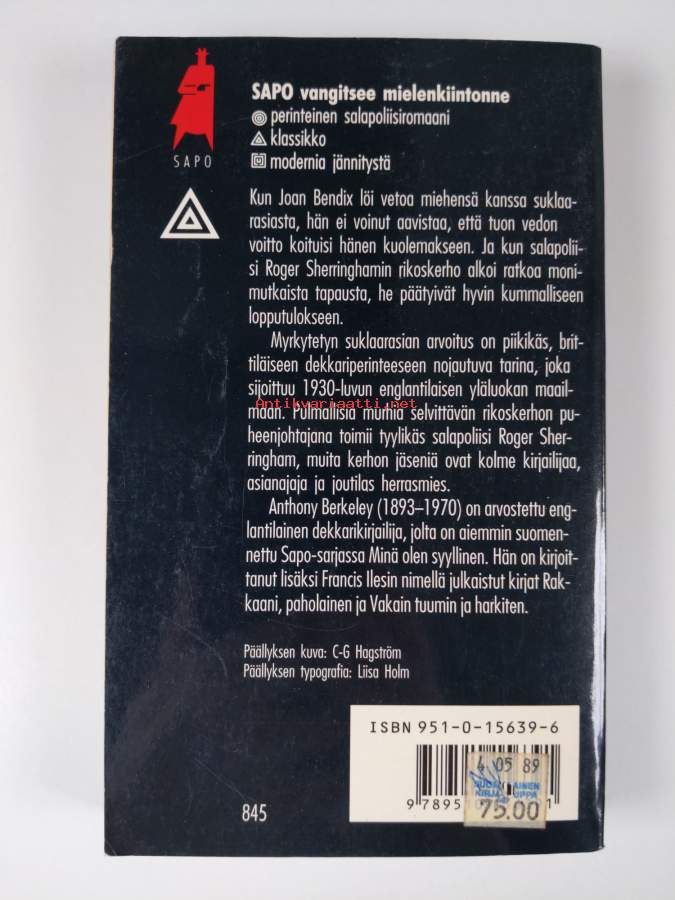 SAPO vangitsee mielenkiintonne
perinteinen salapoliisiromaani
klassikko
modernia jännitystä
SAPO
Kun Joan Bendix löi vetoa miehensä kanssa suklaa-
rasiasta, hän ei voinut aavistaa, että tuon vedon
voitto koituisi hänen kuolemakseen. Ja kun salapolii-
si Roger Sherringhamin rikoskerho alkoi ratkoa moni-
mutkaista tapausta, he päätyivät hyvin kummalliseen
lopputulokseen.
Myrkytetyn suklaarasian arvoitus on piikikäs, brit-
tiläiseen dekkariperinteeseen nojautuva tarina, joka
sijoittuu 1930-luvun englantilaisen yläluokan maail-
maan. Pulmallisia murhia selvittävän rikoskerhon pu-
Antikvariaatti.net
heenjohtajana toimii tyylikäs salapoliisi Roger Sher-
ringham, muita kerhon jäseniä ovat kolme kirjailijaa,
asianajaja ja joutilas herrasmies.
Anthony Berkeley (1893–1970) on arvostettu eng-
lantilainen dekkarikirjailija, jolta on aiemmin suomen-
nettu Sapo-sarjassa Minä olen syyllinen. Hän on kirjoit-
tanut lisäksi Francis Ilesin nimellä julkaistut kirjat Rak-
kaani, paholainen ja Vakain tuumin ja harkiten.
Päällyksen kuva: C-G Hagström
Päällyksen typografia: Liisa Holm
ISBN 951-0-15639-6
4 05 89
75.00
9 7895
1
845